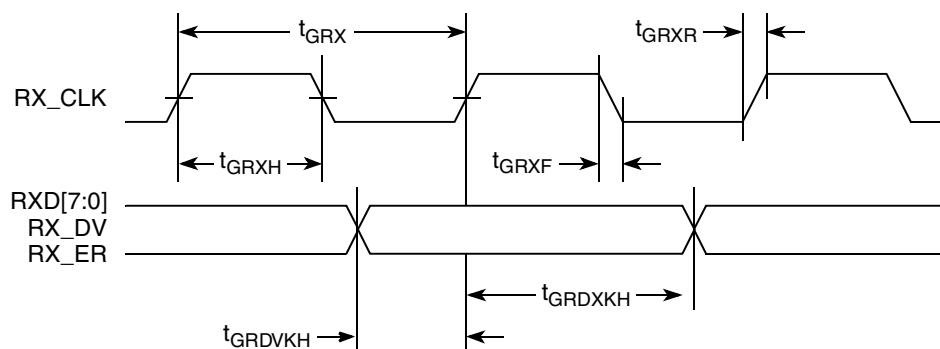 tGRX
tGRXR
RX_CLK
tGRXH
tGRXF
RXD[7:0]
RX_DV
RX_ER
tGRDXKH
tGRDVKH